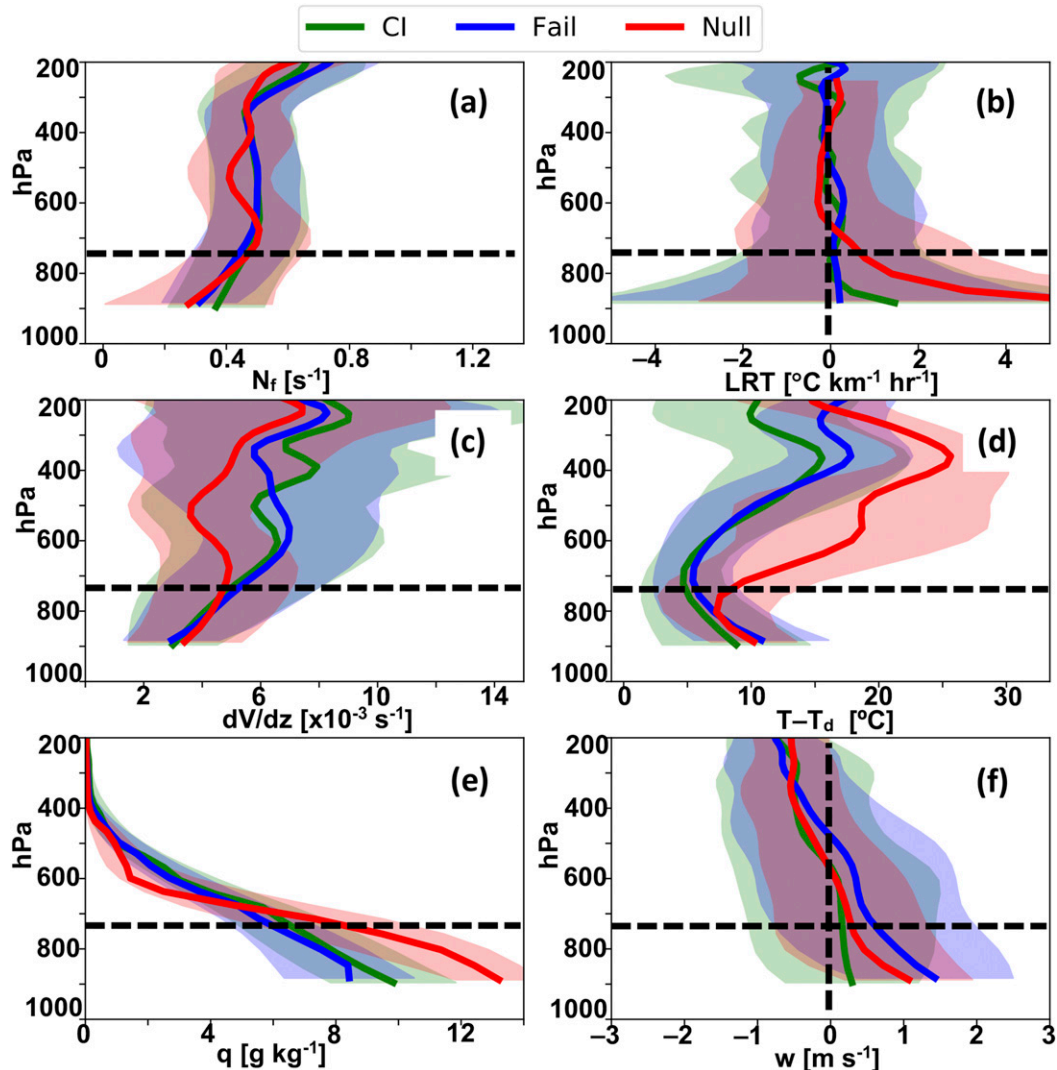 CI Fail Null
200 200
(a) (b)
400 400
hPa hPa
600 600
800 800
1000 1000
0 0.4 0.8 1.2 −4 −2 0 2 4
Nf [s-1] LRT [°C km-1 hr-1]
200 200
(c) (d)
400 400
hPa hPa
600 600
800 800
1000 1000
2 6 10 14 0 10 20 30
dV/dz [x10-3 s-1] T−Td [ºC]
200 200
(e) (f)
400 400
hPa hPa
600 600
800 800
1000 1000
0 4 8 12 −3 −2 −1 0 1 2 3
q [g kg-1] w [m s-1]